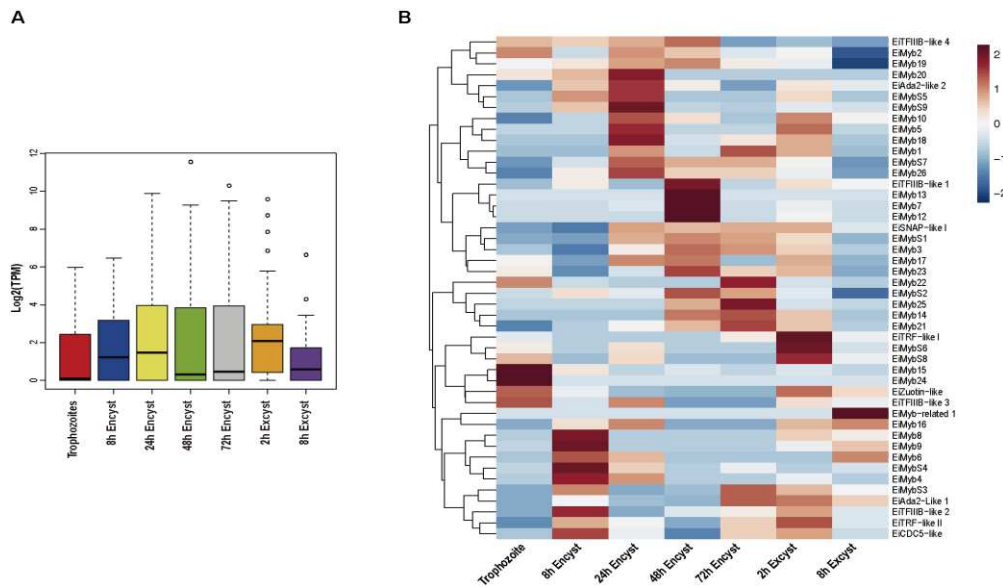 A
Log2(TPM)
12
10
8
6
4
2
0
Trophozoites
8h Encyst
24h Encyst
48h Encyst
72h Encyst
2h Excyst
8h Excyst
B
EiTFIIIB-like 4
EiMyb2
EiMyb19
EiMyb20
EiAda2-like 2
EiMybS5
EiMybS9
EiMyb10
EiMyb5
EiMyb18
EiMyb1
EiMybS7
EiMyb26
EiTFIIIB-like 1
EiMyb13
EiMyb7
EiMyb12
EiSNAP-like I
EiMybS1
EiMyb3
EiMyb17
EiMyb23
EiMyb22
EiMybS2
EiMyb25
EiMyb14
EiMyb21
EiTRF-like I
EiMybS6
EiMybS8
EiMyb15
EiMyb24
EiZuotin-like
EiTFIIIB-like 3
EiMyb-related 1
EiMyb16
EiMyb8
EiMyb9
EiMyb6
EiMybS4
EiMyb4
EiMybS3
EiAda2-Like 1
EiTFIIIB-like 2
EiTRF-like II
EiCDC5-like
Trophozoite
8h Encyst
24h Encyst
48h Encyst
72h Encyst
2h Excyst
8h Excyst
2
1
0
-1
-2